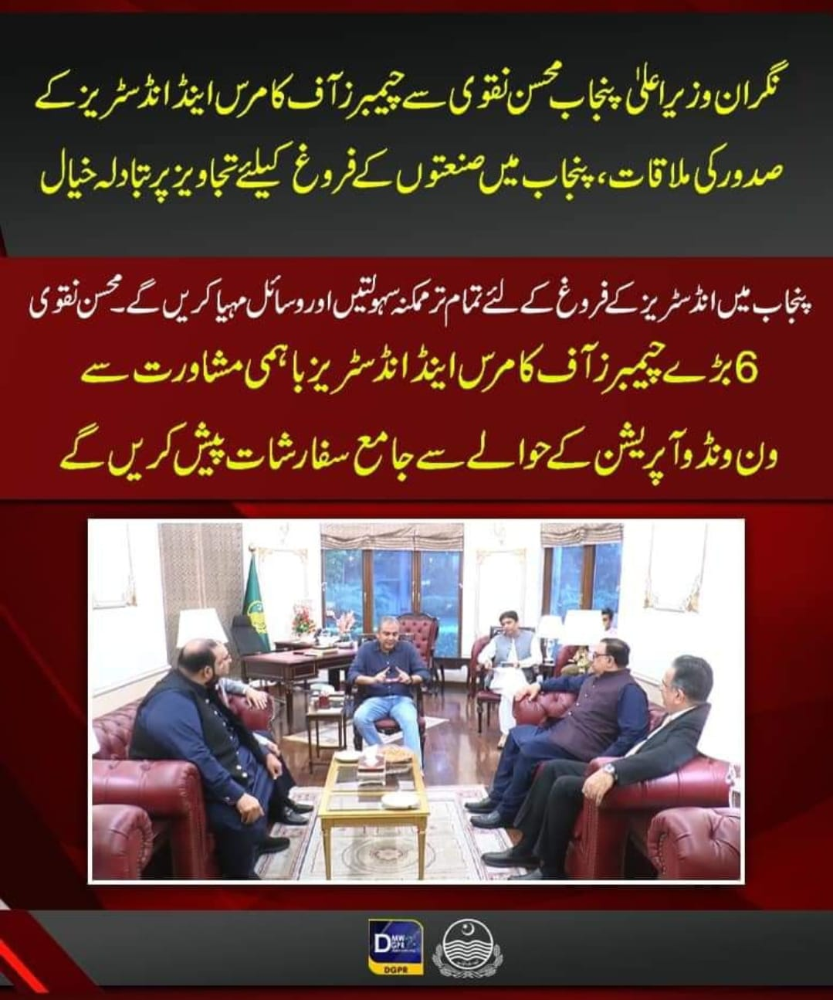 نگران وزیراعلیٰ پنجاب محسن نقوی سے چیمبرز آف کامرس اینڈ انڈسٹریز کے
صدور کی ملاقات، پنجاب میں صنعتوں کے فروغ کیلئے تجاویز پر تبادلہ خیال
پنجاب میں انڈسٹریز کے فروغ کے لئے تمام تر ممکنہ سہولتیں اور وسائل مہیا کریں گے۔ محسن نقوی
6 بڑے چیمبرز آف کامرس اینڈ انڈسٹریز باہمی مشاورت سے
ون ونڈو آپریشن کے حوالے سے جامع سفارشات پیش کریں گے
DGPR